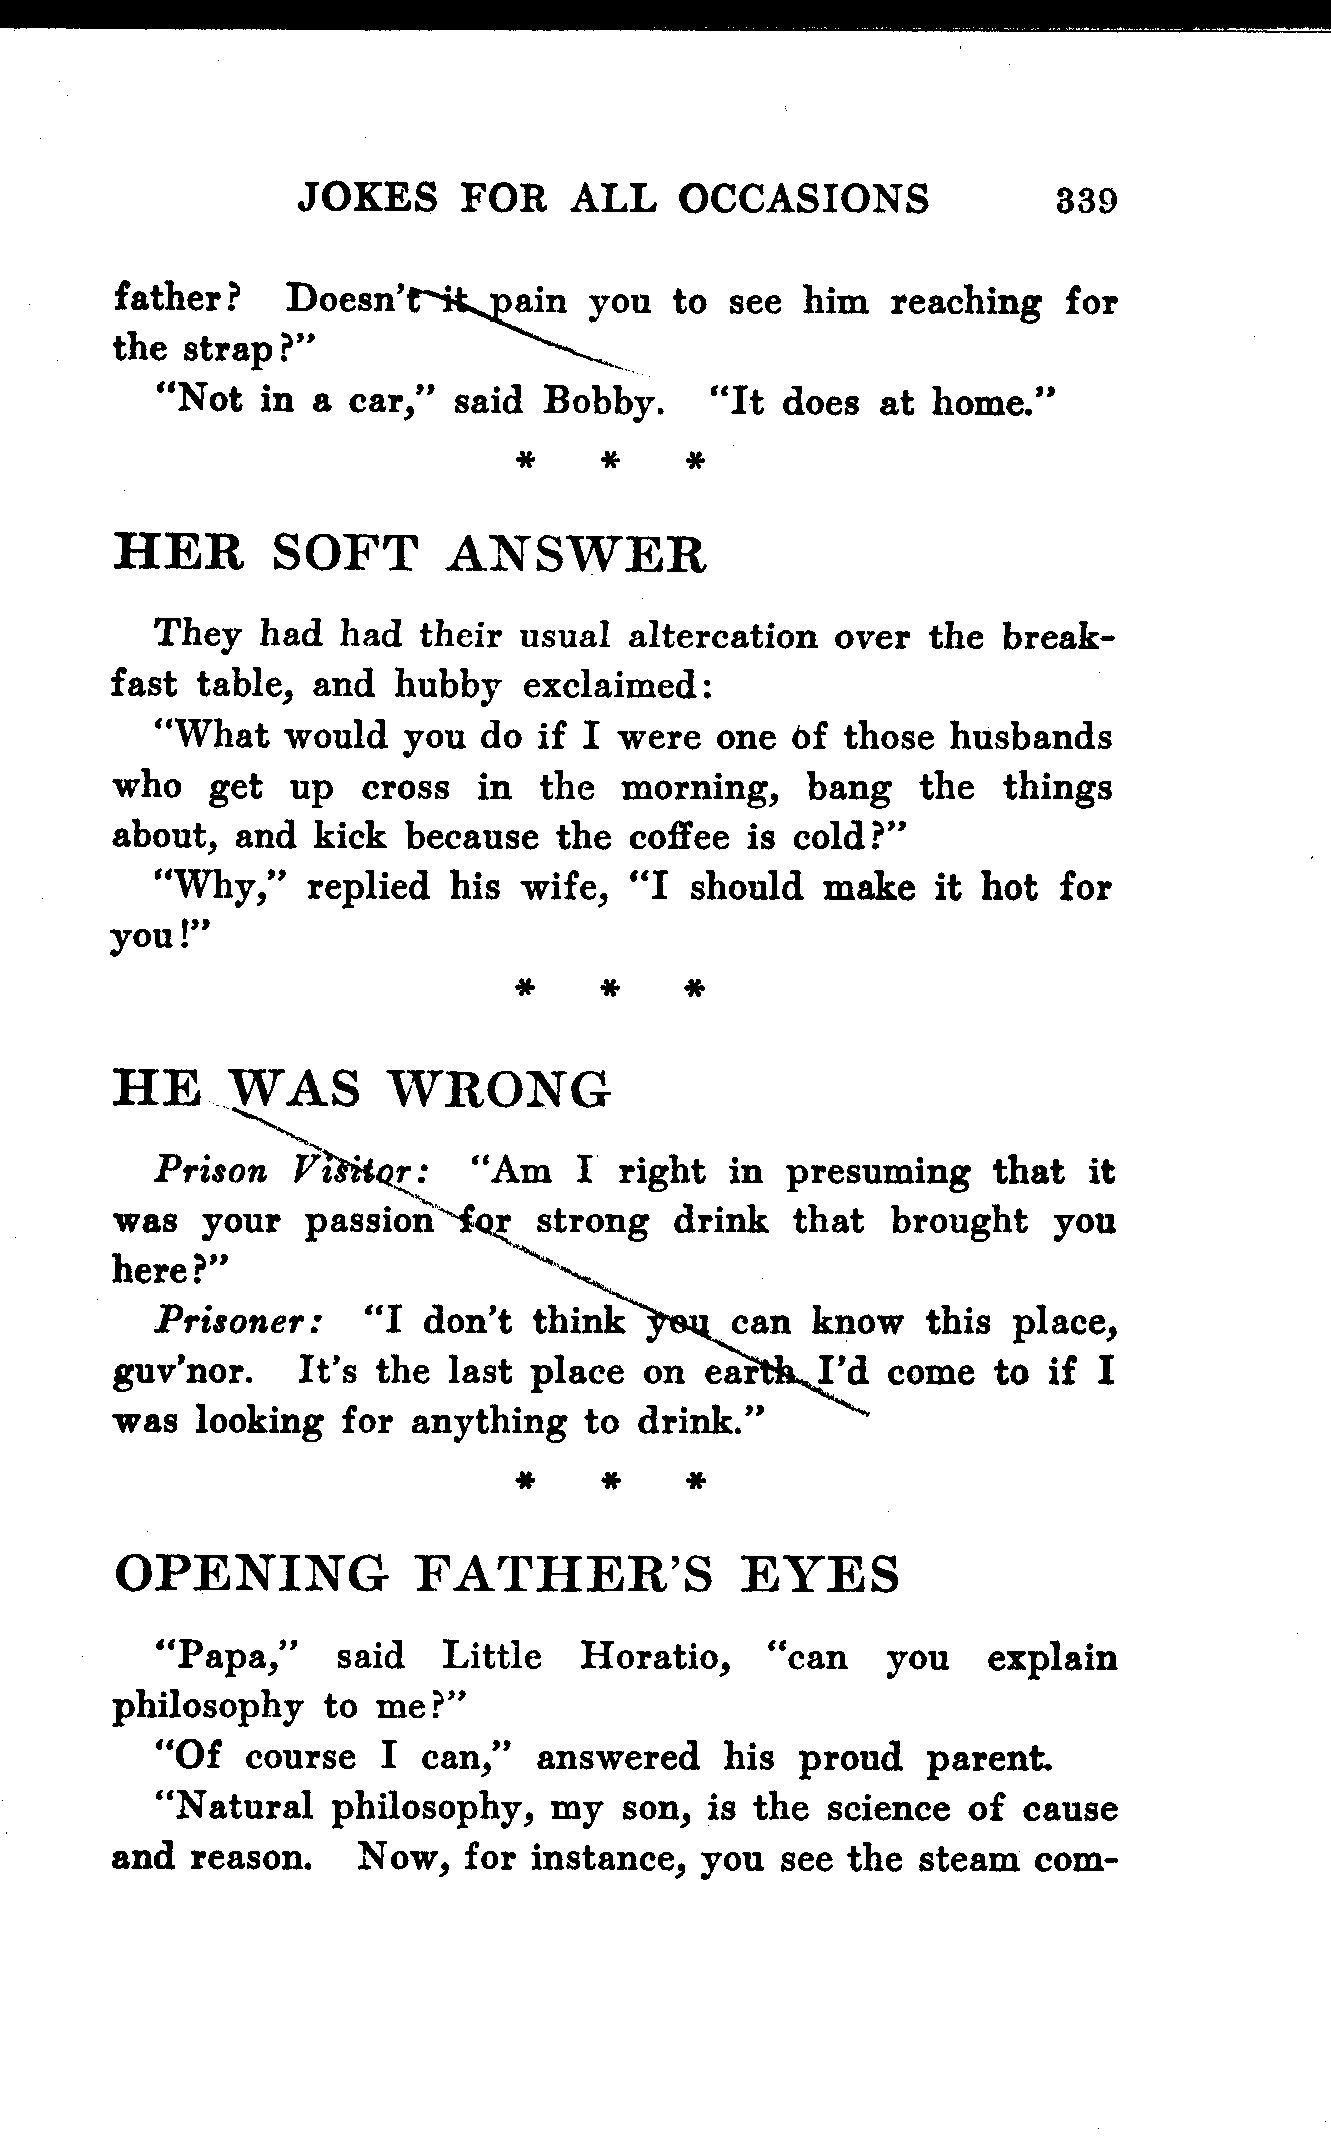 JOKES FOR ALL OCCASIONS 339
father? Doesn't it pain you to see him reaching for
the strap?"
"Not in a car," said Bobby. "It does at home."
* * *
HER SOFT ANSWER
They had had their usual altercation over the break-
fast table, and hubby exclaimed:
"What would you do if I were one of those husbands
who get up cross in the morning, bang the things
about, and kick because the coffee is cold?"
"Why," replied his wife, "I should make it hot for
you!"
* * *
HE WAS WRONG
Prison Visitor: "Am I right in presuming that it
was your passion for strong drink that brought you
here?"
Prisoner: "I don't think you can know this place,
guv'nor. It's the last place on earth I'd come to if I
was looking for anything to drink."
* * *
OPENING FATHER'S EYES
"Papa," said Little Horatio, "can you explain
philosophy to me?"
"Of course I can," answered his proud parent.
"Natural philosophy, my son, is the science of cause
and reason. Now, for instance, you see the steam com-